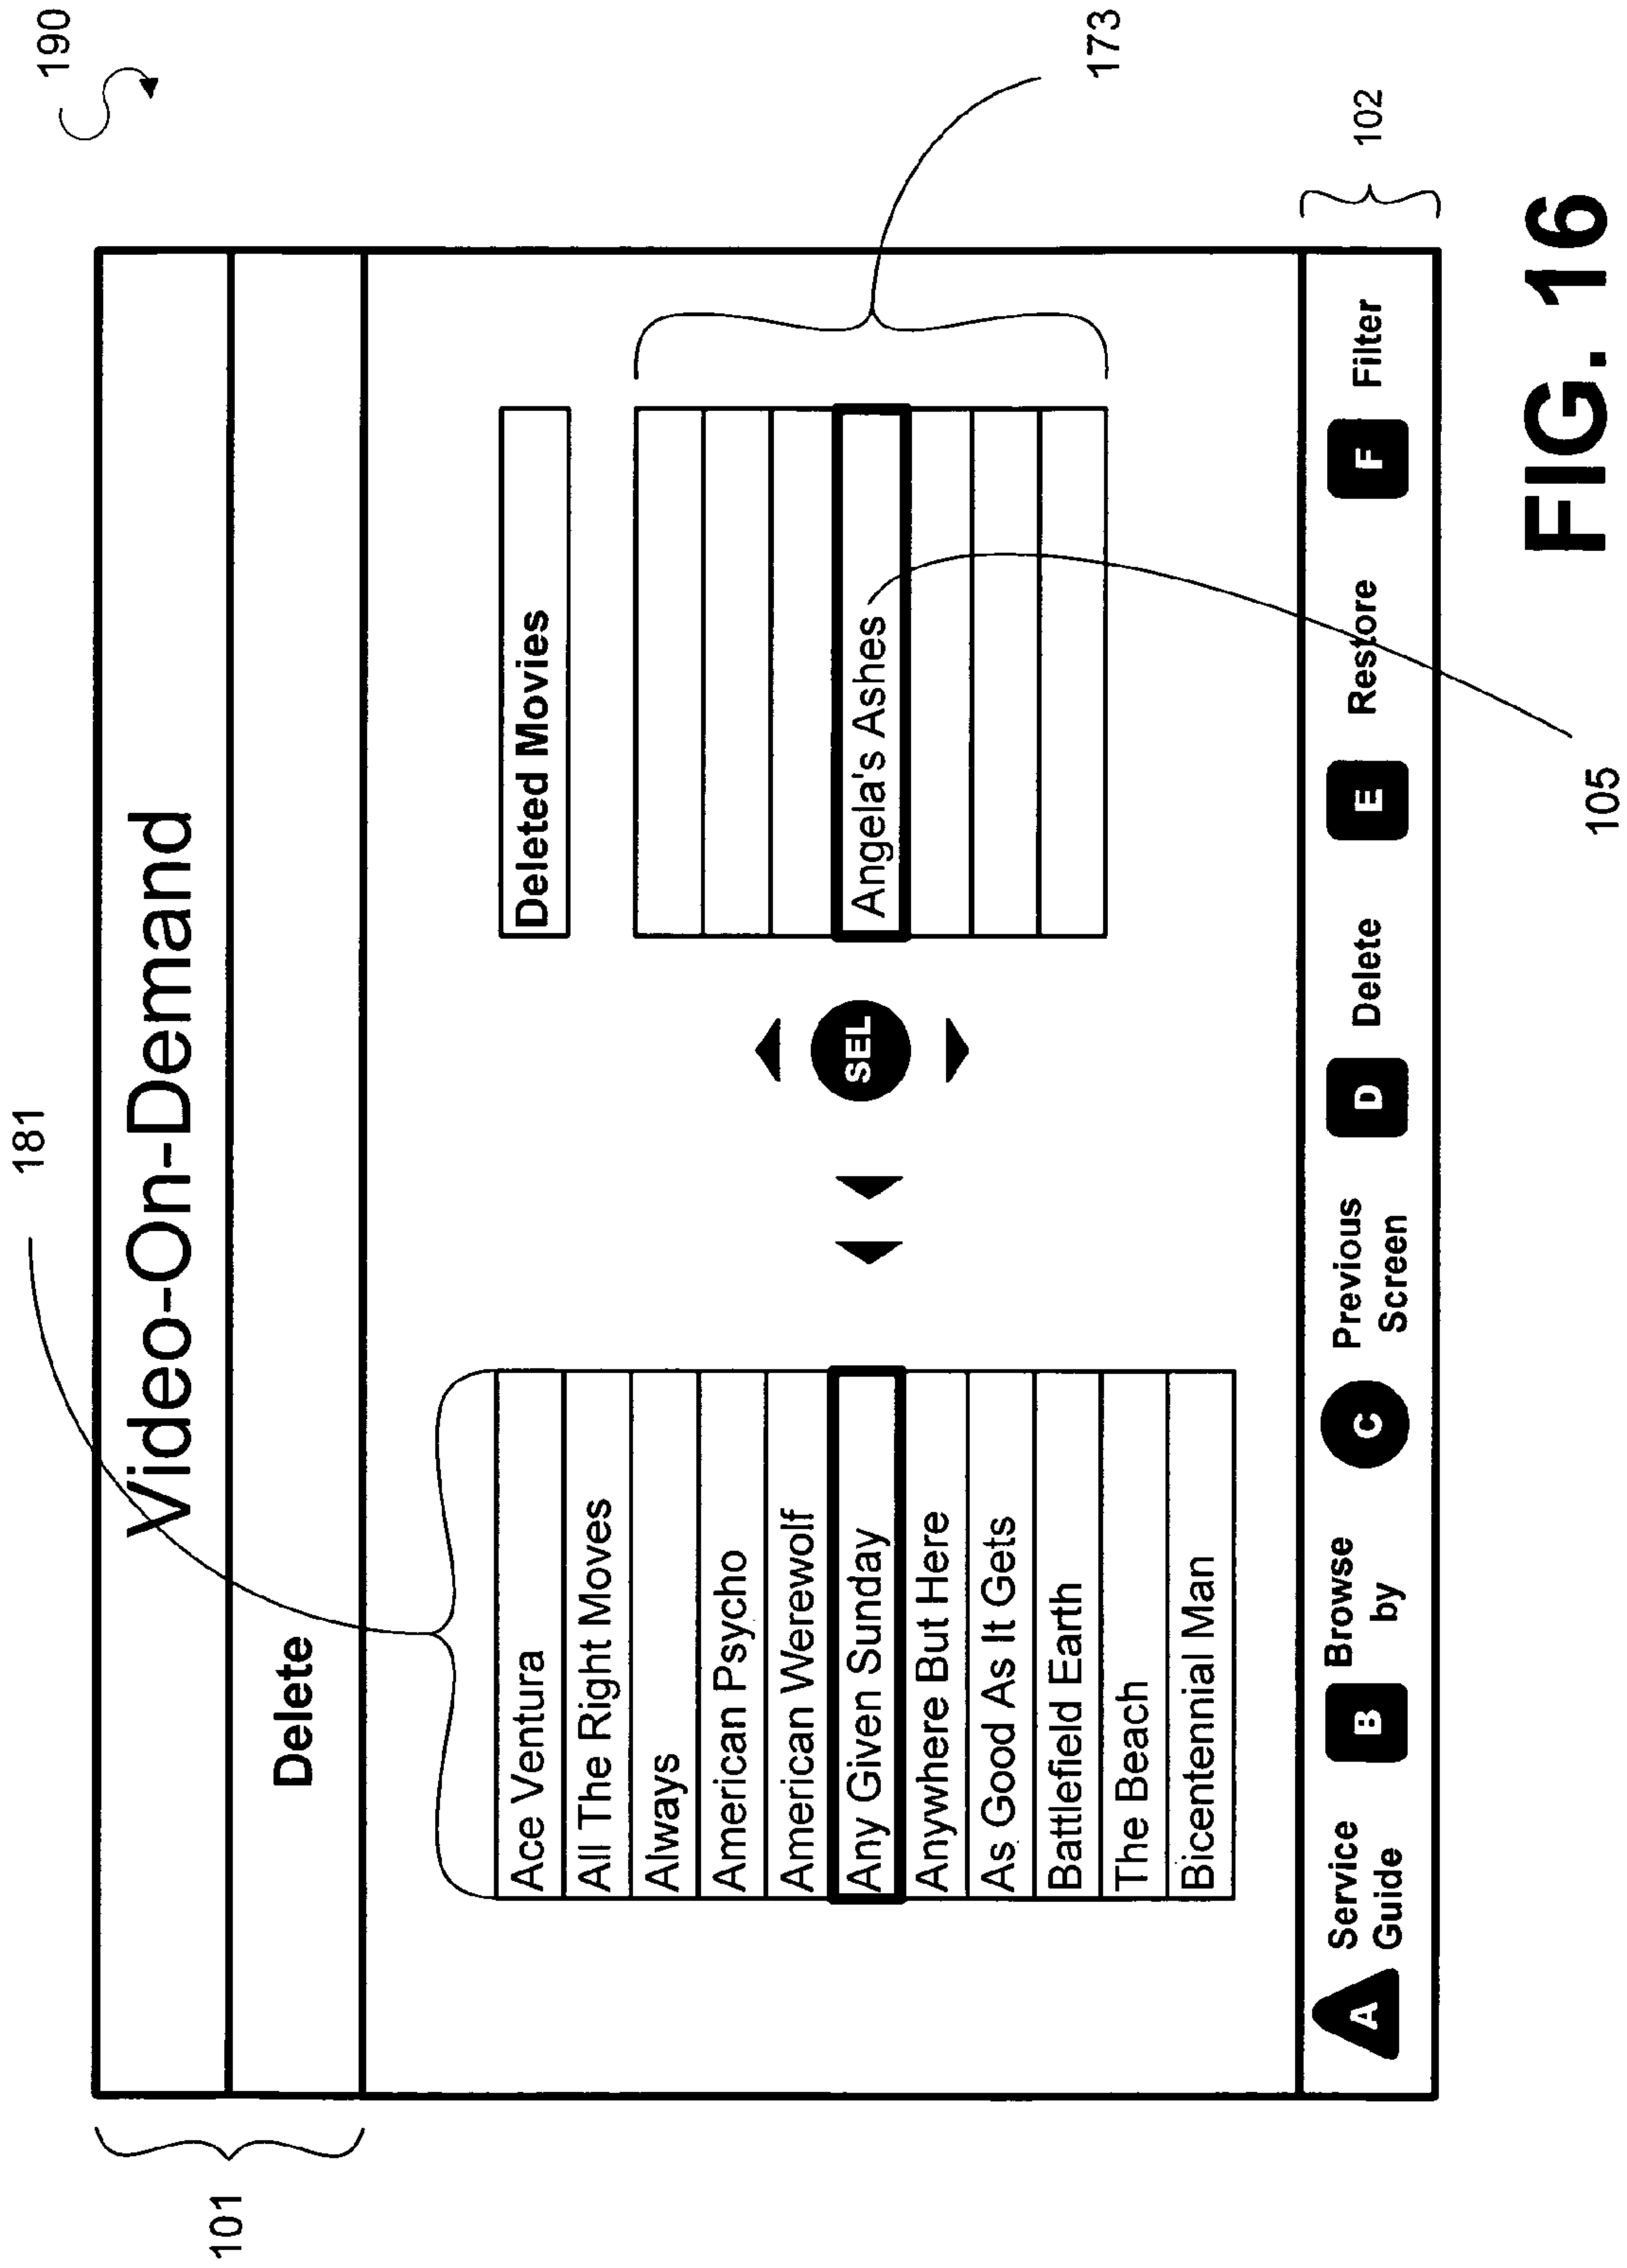 190
181
101
Video-On-Demand
Delete
Ace Ventura
All The Right Moves
Always
American Psycho
American Werewolf
Any Given Sunday
Anywhere But Here
As Good As It Gets
Battlefield Earth
The Beach
Bicentennial Man
SEL
Deleted Movies
Angela's Ashes
173
A Service Guide
B Browse by
C Previous Screen
D Delete
E Restore
F Filter
102
105
FIG. 16